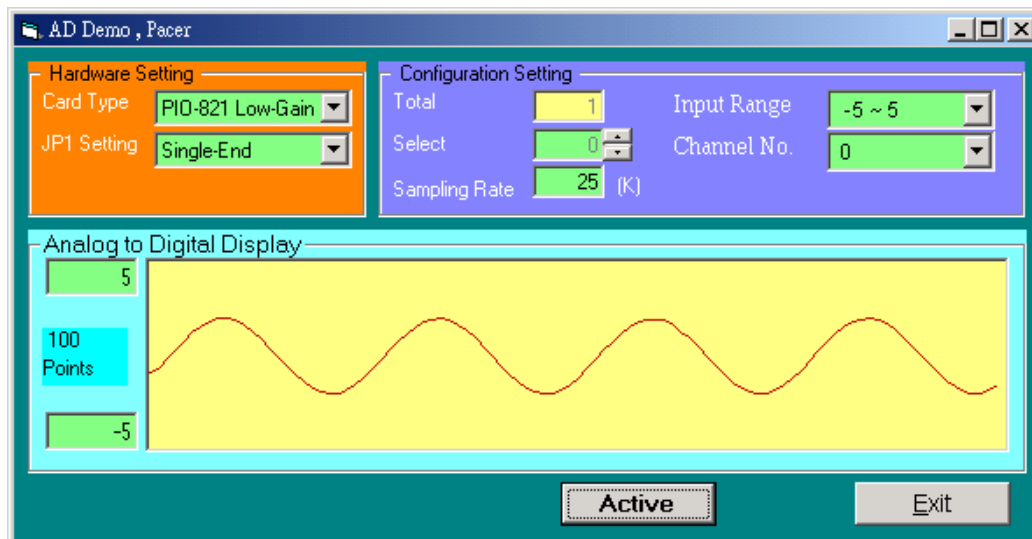 AD Demo , Pacer
Hardware Setting
Card Type
PIO-821 Low-Gain
JP1 Setting
Single-End
Configuration Setting
Total
1
Select
0
Sampling Rate
25
(K)
Input Range
-5 ~ 5
Channel No.
0
Analog to Digital Display
5
100
Points
-5
Active
Exit